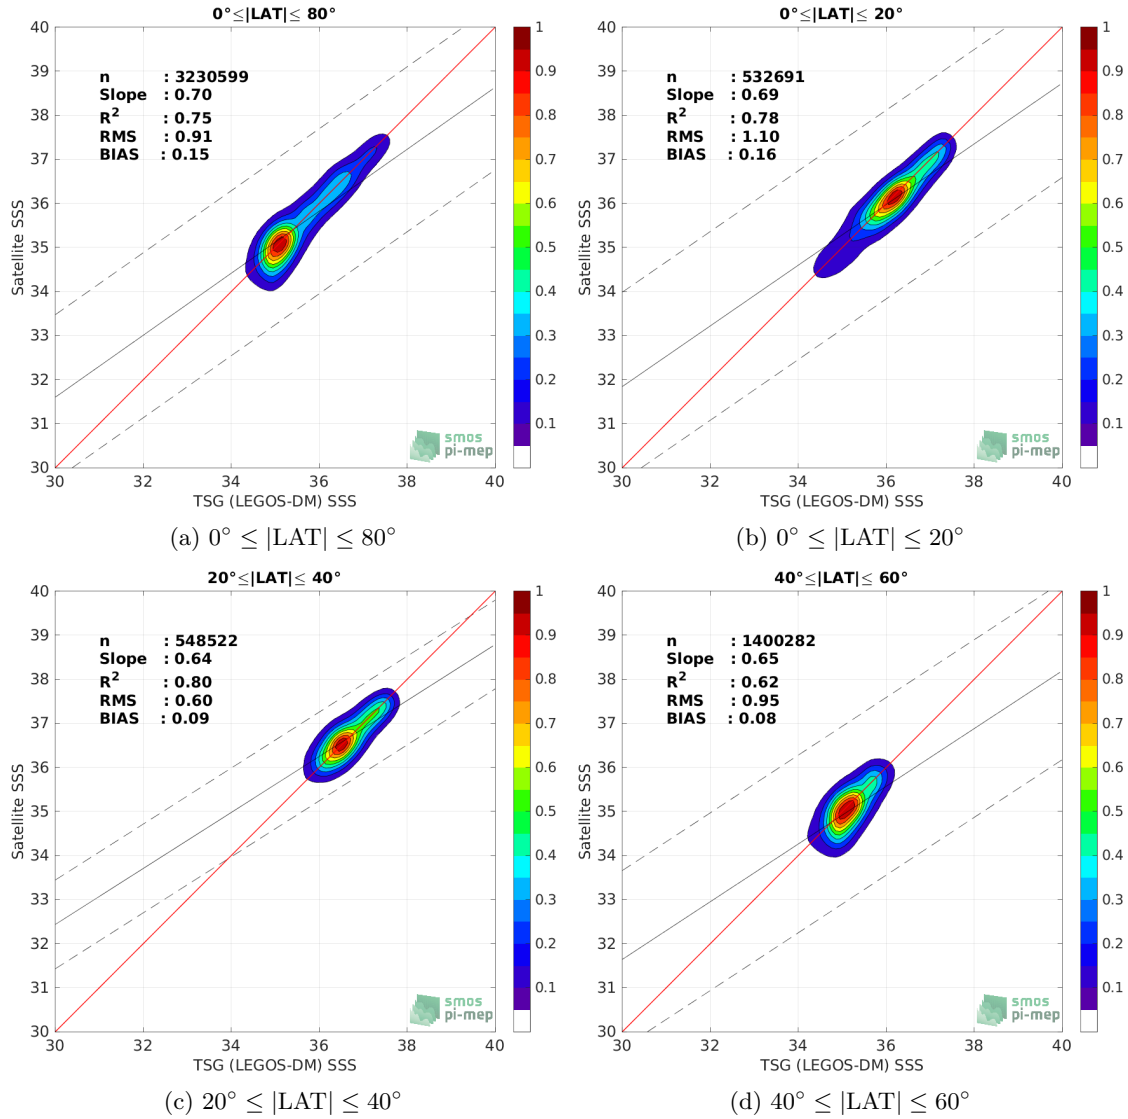 0°≤|LAT|≤ 80°
n : 3230599
Slope : 0.70
R² : 0.75
RMS : 0.91
BIAS : 0.15
Satellite SSS
40
39
38
37
36
35
34
33
32
31
30
30 32 34 36 38 40
TSG (LEGOS-DM) SSS
1
0.9
0.8
0.7
0.6
0.5
0.4
0.3
0.2
0.1
smos
pi-mep
(a) 0° ≤ |LAT| ≤ 80°
0°≤|LAT|≤ 20°
n : 532691
Slope : 0.69
R² : 0.78
RMS : 1.10
BIAS : 0.16
Satellite SSS
40
39
38
37
36
35
34
33
32
31
30
30 32 34 36 38 40
TSG (LEGOS-DM) SSS
1
0.9
0.8
0.7
0.6
0.5
0.4
0.3
0.2
0.1
smos
pi-mep
(b) 0° ≤ |LAT| ≤ 20°
20°≤|LAT|≤ 40°
n : 548522
Slope : 0.64
R² : 0.80
RMS : 0.60
BIAS : 0.09
Satellite SSS
40
39
38
37
36
35
34
33
32
31
30
30 32 34 36 38 40
TSG (LEGOS-DM) SSS
1
0.9
0.8
0.7
0.6
0.5
0.4
0.3
0.2
0.1
smos
pi-mep
(c) 20° ≤ |LAT| ≤ 40°
40°≤|LAT|≤ 60°
n : 1400282
Slope : 0.65
R² : 0.62
RMS : 0.95
BIAS : 0.08
Satellite SSS
40
39
38
37
36
35
34
33
32
31
30
30 32 34 36 38 40
TSG (LEGOS-DM) SSS
1
0.9
0.8
0.7
0.6
0.5
0.4
0.3
0.2
0.1
smos
pi-mep
(d) 40° ≤ |LAT| ≤ 60°